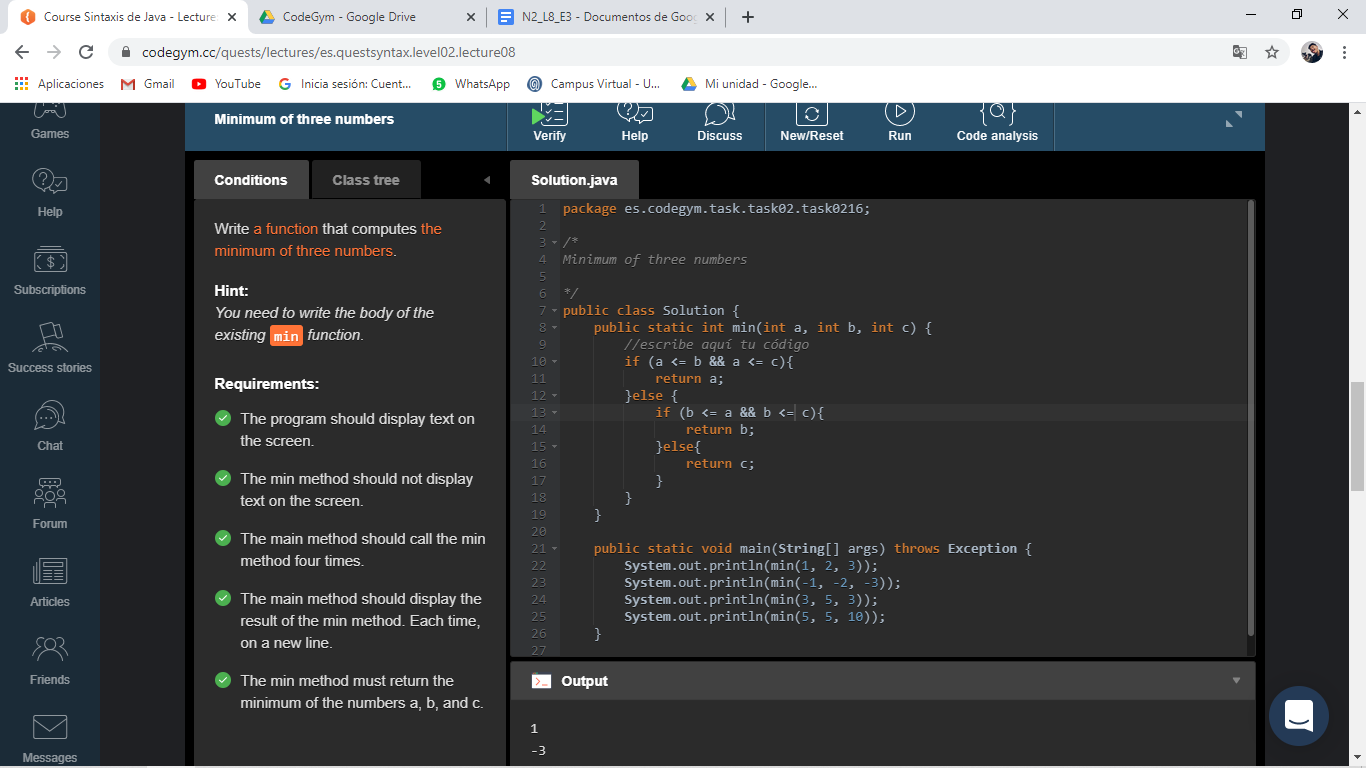 Course Sintaxis de Java - Lecture
CodeGym - Google Drive
N2_L8_E3 - Documentos de Goog
codegym.cc/quests/lectures/es.questsyntax.level02.lecture08
Aplicaciones
Gmail
YouTube
Inicia sesión: Cuent...
WhatsApp
Campus Virtual - U...
Mi unidad - Google...
Games
Help
Subscriptions
Success stories
Chat
Forum
Articles
Friends
Messages
Minimum of three numbers
Verify
Help
Discuss
New/Reset
Run
Code analysis
Conditions
Class tree
Write a function that computes the
minimum of three numbers.
Hint:
You need to write the body of the
existing min function.
Requirements:
The program should display text on
the screen.
The min method should not display
text on the screen.
The main method should call the min
method four times.
The main method should display the
result of the min method. Each time,
on a new line.
The min method must return the
minimum of the numbers a, b, and c.
Solution.java
1 package es.codegym.task.task02.task0216;
2
3 /*
4 Minimum of three numbers
5
6 */
7 public class Solution {
8 public static int min(int a, int b, int c) {
9 //escribe aquí tu código
10 if (a <= b && a <= c){
11 return a;
12 }else {
13 if (b <= a && b <= c){
14 return b;
15 }else{
16 return c;
17 }
18 }
19 }
20
21 public static void main(String[] args) throws Exception {
22 System.out.println(min(1, 2, 3));
23 System.out.println(min(-1, -2, -3));
24 System.out.println(min(3, 5, 3));
25 System.out.println(min(5, 5, 10));
26 }
27
Output
1
-3